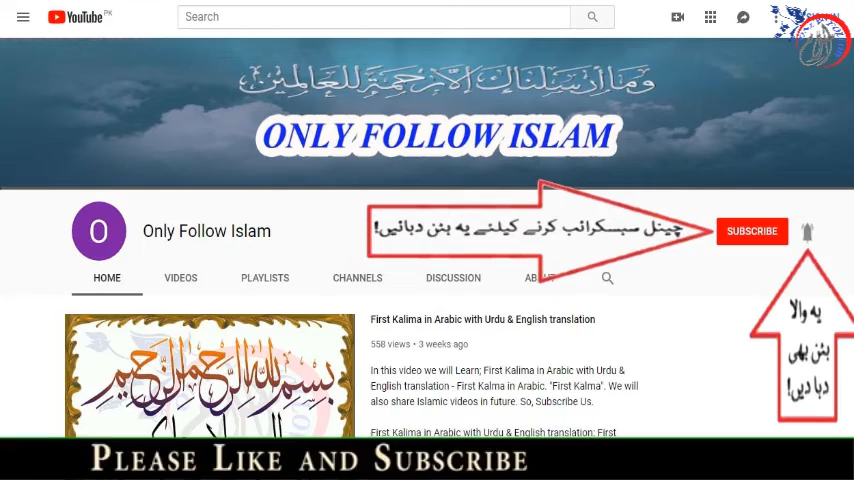 YouTube PK
Search
وما ارسلناك الا رحمة للعالمين
ONLY FOLLOW ISLAM
O
Only Follow Islam
چینل سبسکرائب کرنے کیلئے یہ بٹن دبائیں!
SUBSCRIBE
HOME VIDEOS PLAYLISTS CHANNELS DISCUSSION
یہ والا
بٹن بھی
دبا دیں!
First Kalima in Arabic with Urdu & English translation
558 views • 3 weeks ago
In this video we will Learn; First Kalima in Arabic with Urdu &
English translation - First Kalma in Arabic. "First Kalma". We will
also share Islamic videos in future. So, Subscribe Us.
First Kalima in Arabic with Urdu & English translation: First
بسم الله الرحمن الرحيم
PLEASE LIKE AND SUBSCRIBE